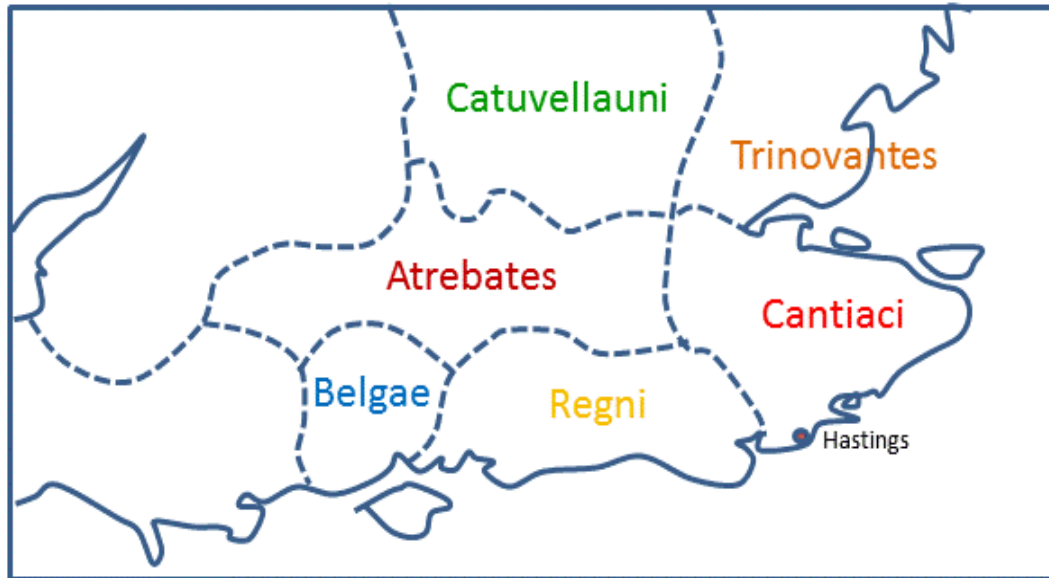 Catuvellauni
Trinovantes
Atrebates
Cantiaci
Belgae
Regni
Hastings